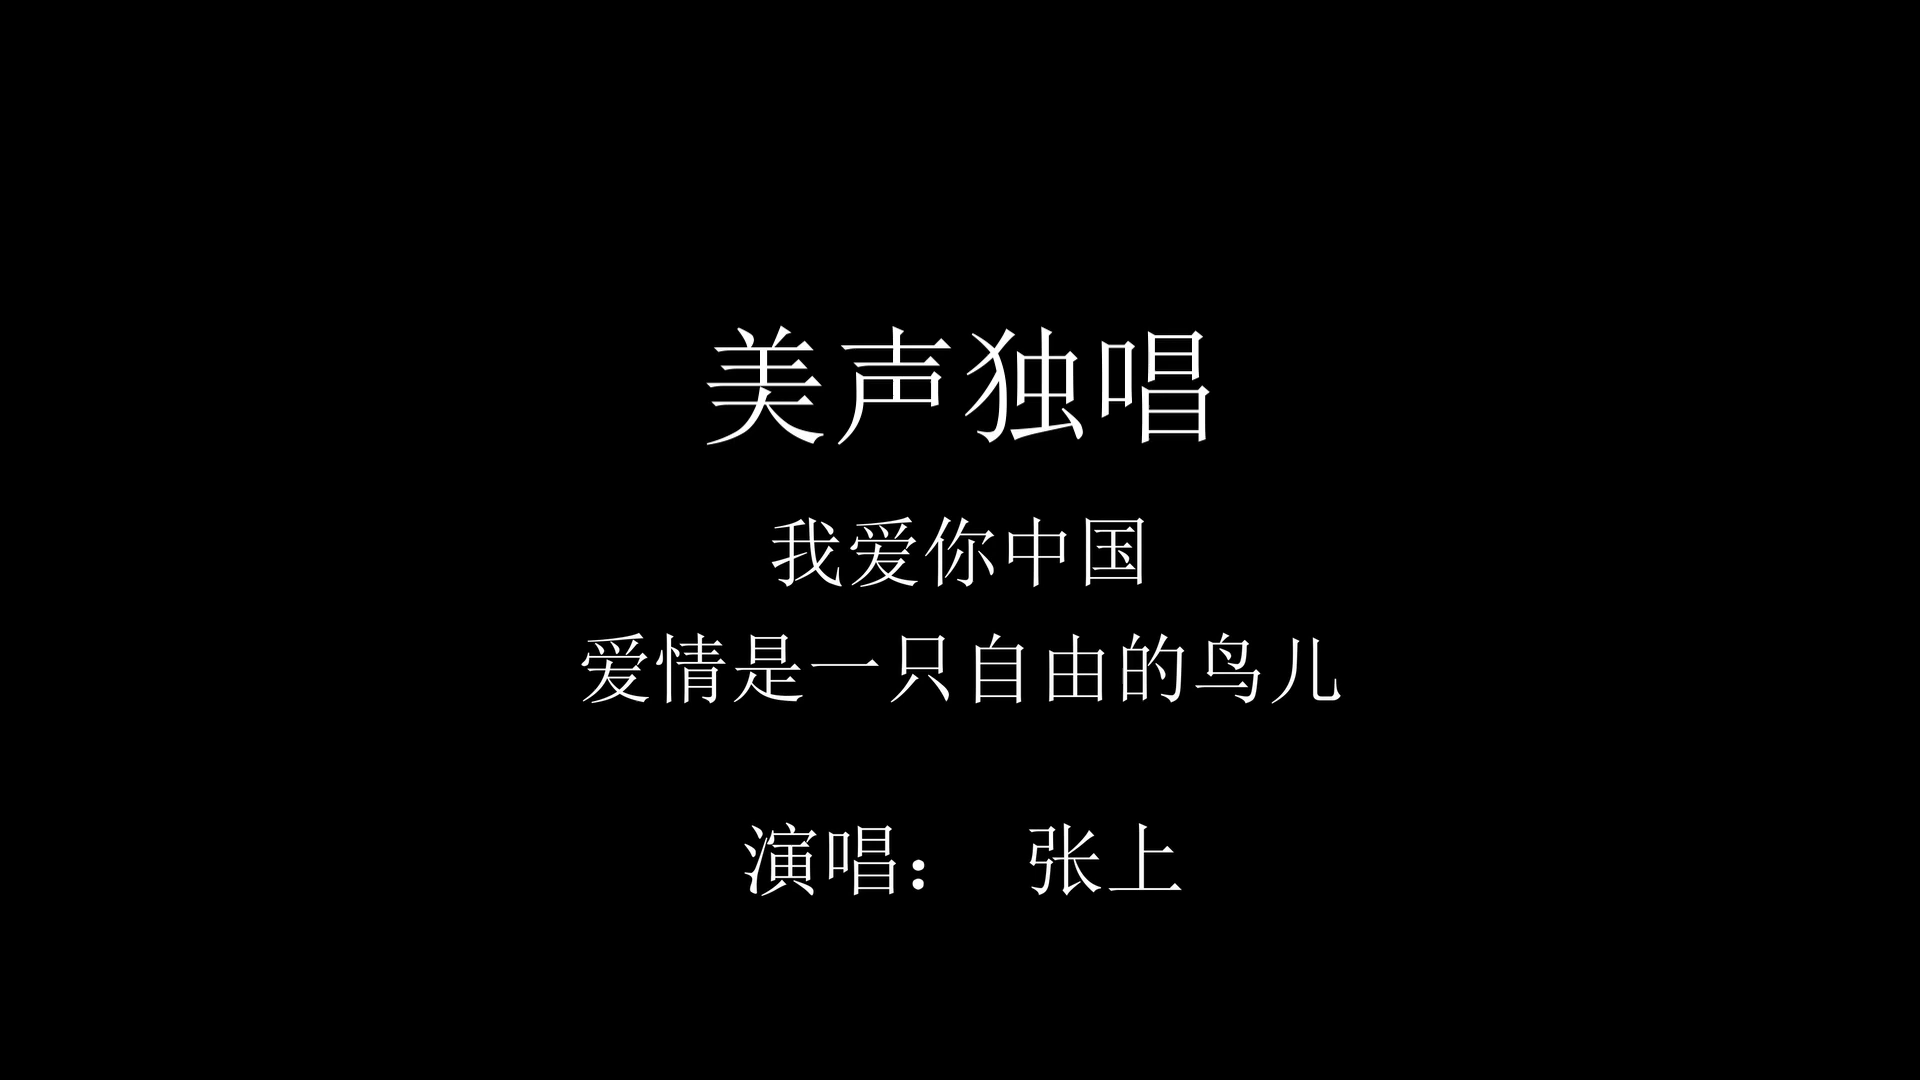 美声独唱
我爱你中国
爱情是一只自由的鸟儿
演唱： 张上